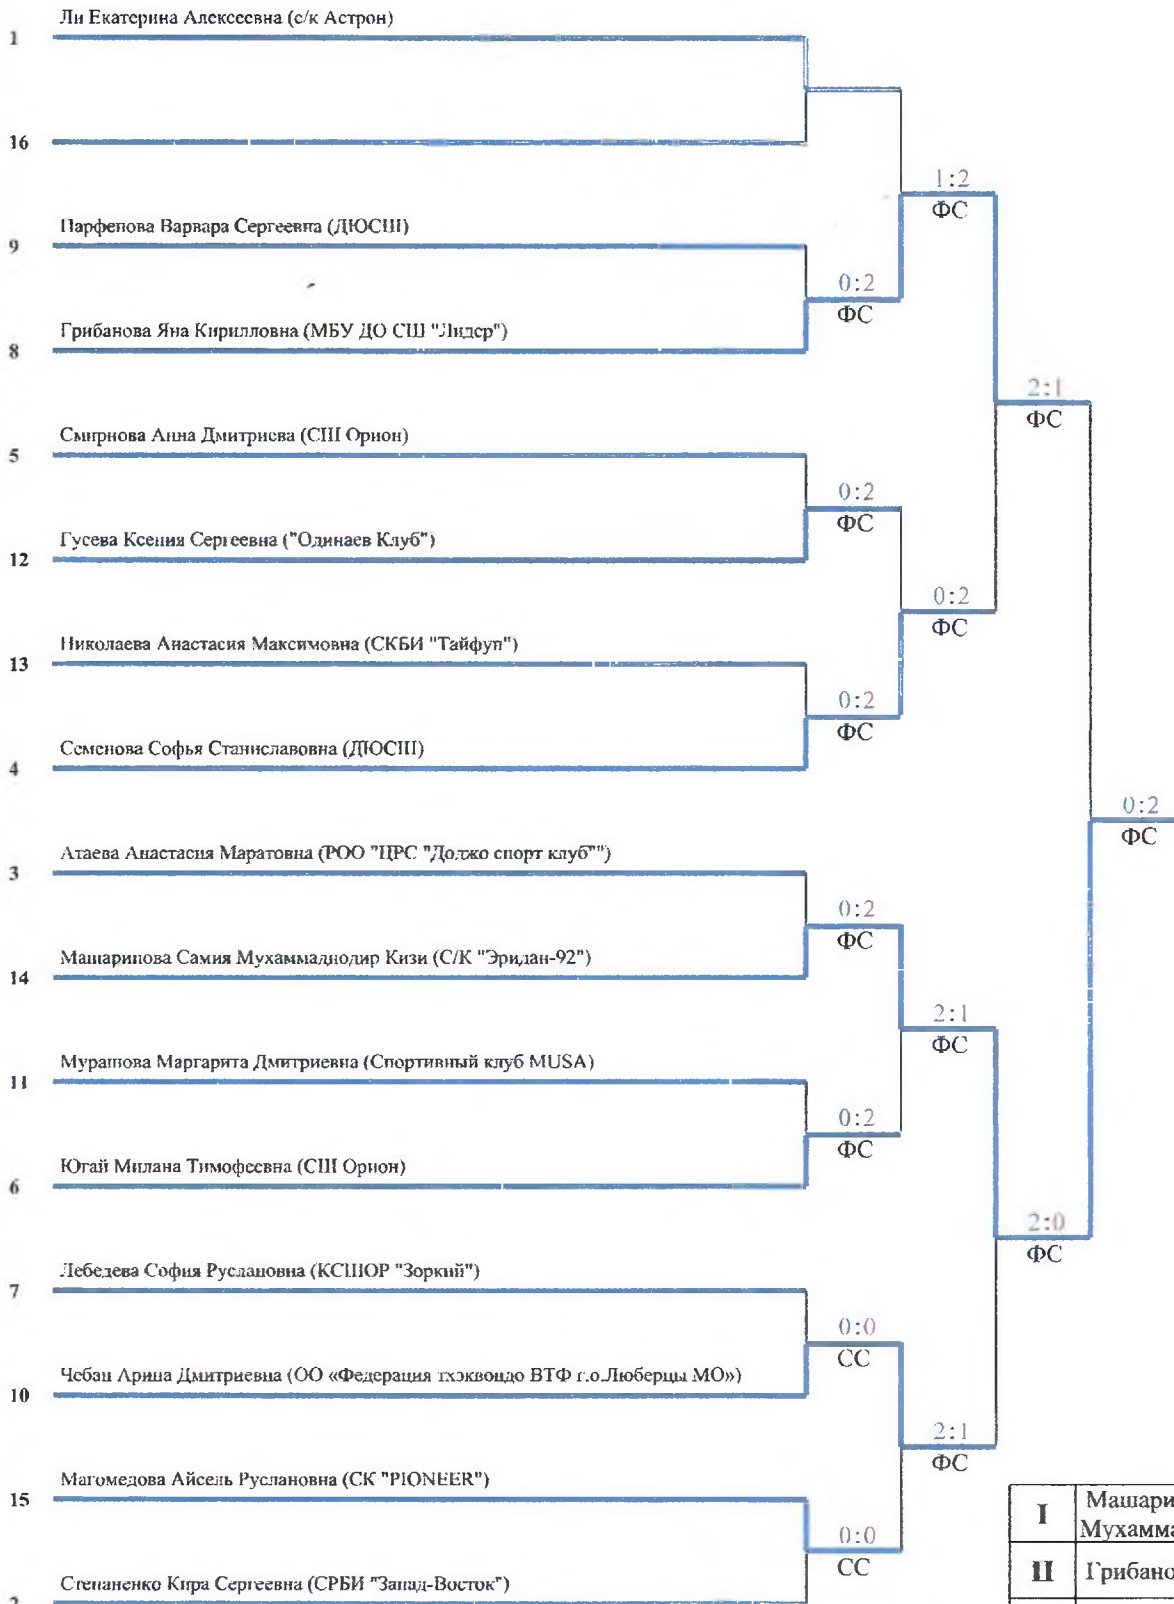 Ли Екатерина Алексеевна (с/к Астрон)
1
16
1:2
ФС
Парфенова Варвара Сергеевна (ДЮСШ)
9
0:2
ФС
Грибанова Яна Кирилловна (МБУ ДО СШ "Лидер")
8
2:1
ФС
Смирнова Анна Дмитриева (СШ Орион)
5
0:2
ФС
Гусева Ксения Сергеевна ("Одинаев Клуб")
12
0:2
ФС
Николаева Анастасия Максимовна (СКБИ "Тайфун")
13
0:2
ФС
Семенова Софья Станиславовна (ДЮСШ)
4
0:2
ФС
Атаева Анастасия Маратовна (РОО "ЦРС "Доджо спорт клуб"")
3
0:2
ФС
Машарипова Самия Мухаммаднодир Кизи (С/К "Эридан-92")
14
2:1
ФС
Мурашова Маргарита Дмитриевна (Спортивный клуб MUSA)
11
0:2
ФС
Югай Милана Тимофеевна (СШ Орион)
6
2:0
ФС
Лебедева София Руслановна (КСШОР "Зоркий")
7
0:0
СС
Чебан Арина Дмитриевна (ОО «Федерация тхэквондо ВТФ г.о.Люберцы МО»)
10
2:1
ФС
Магомедова Айсель Руслановна (СК "PIONEER")
15
0:0
СС
Степаненко Кира Сергеевна (СРБИ "Запад-Восток")
2
I Машари
Мухамма
II Грибано